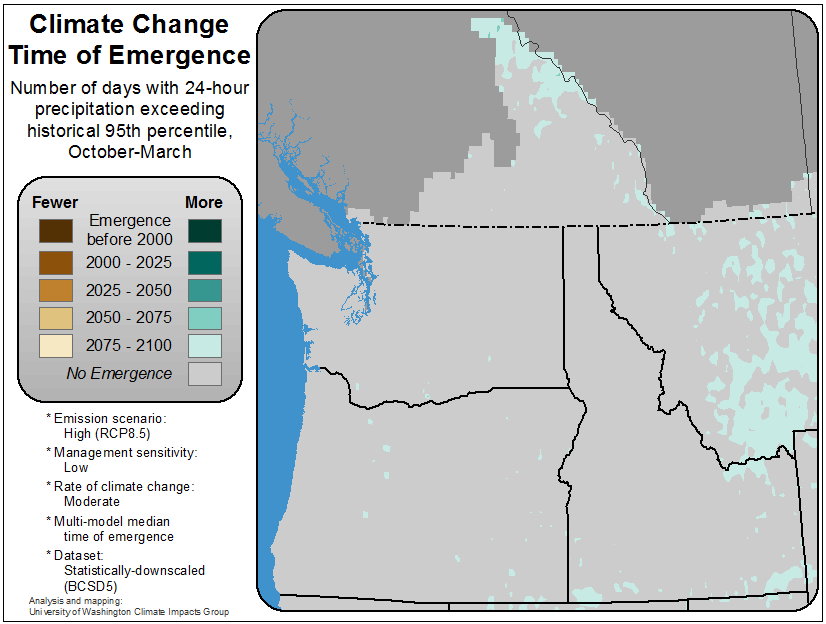 Climate Change
Time of Emergence
Number of days with 24-hour
precipitation exceeding
historical 95th percentile,
October-March
Fewer More
Emergence
before 2000
2000 - 2025
2025 - 2050
2050 - 2075
2075 - 2100
No Emergence
* Emission scenario:
High (RCP8.5)
* Management sensitivity:
Low
* Rate of climate change:
Moderate
* Multi-model median
time of emergence
* Dataset:
Statistically-downscaled
(BCSD5)
Analysis and mapping:
University of Washington Climate Impacts Group